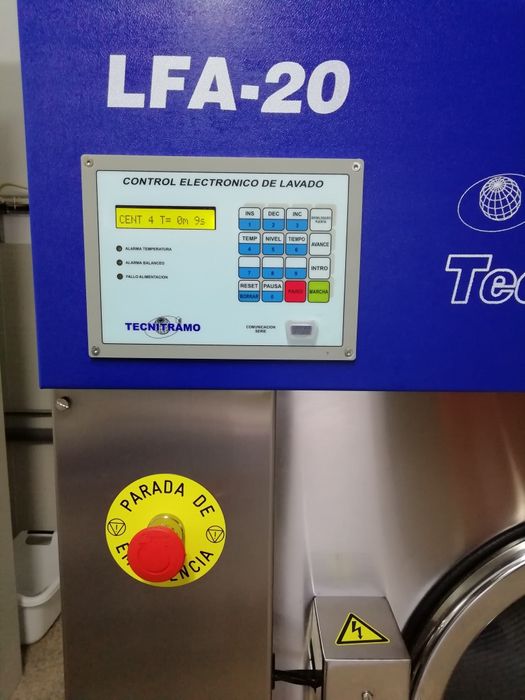 LFA-20
CONTROL ELECTRONICO DE LAVADO
CENT 4 T= 0m 9s
ALARMA TEMPERATURA
ALARMA BALANCEO
FALLO ALIMENTACION
INS DEC INC
1 2 3
TEMP NIVEL TIEMPO AVANCE
4 5 6
INTRO
7 8 9
RESET PAUSA PARO MARCHA
BORRAR 0
TECNITRAMO
COMUNICACION
SERIE
Tec
PARADA DE